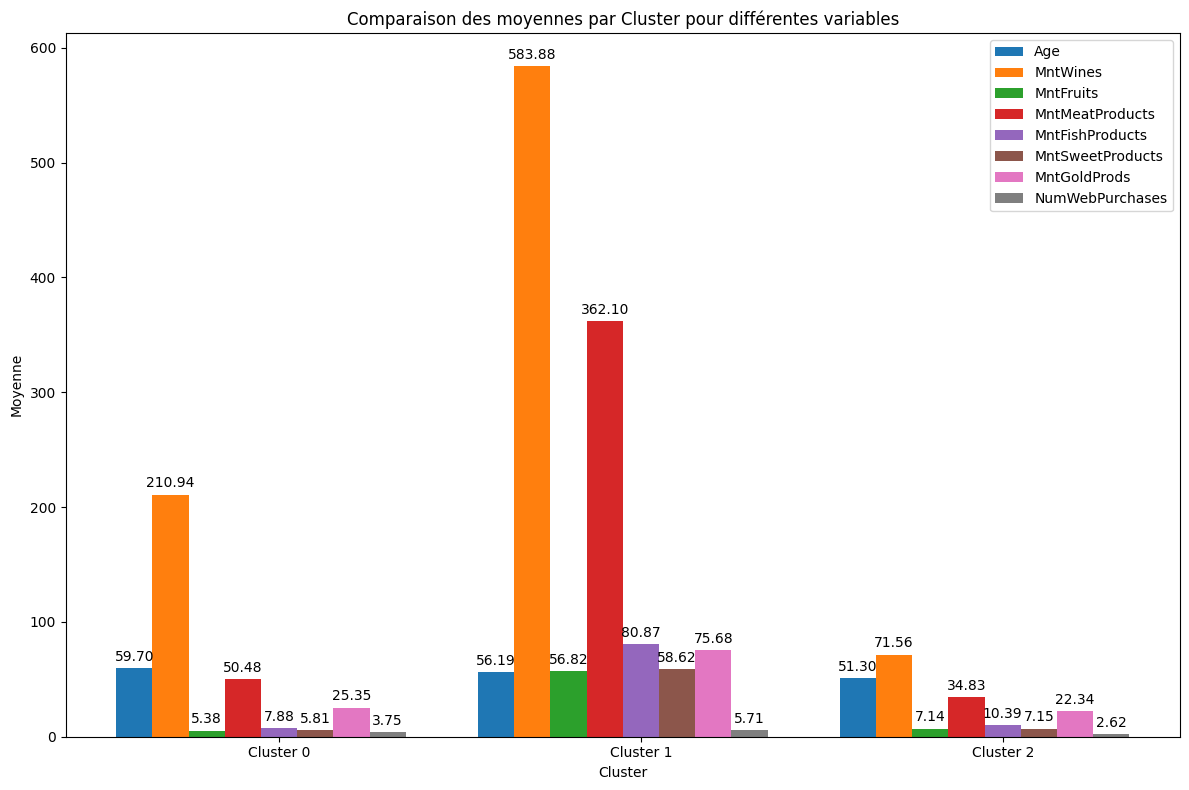 Comparaison des moyennes par Cluster pour différentes variables
Age
MntWines
MntFruits
MntMeatProducts
MntFishProducts
MntSweetProducts
MntGoldProds
NumWebPurchases
Moyenne
600
500
400
300
200
100
0
59.70
210.94
5.38
50.48
7.88
5.81
25.35
3.75
56.19
583.88
56.82
362.10
80.87
58.62
75.68
5.71
51.30
71.56
7.14
34.83
10.39
7.15
22.34
2.62
Cluster 0
Cluster 1
Cluster 2
Cluster